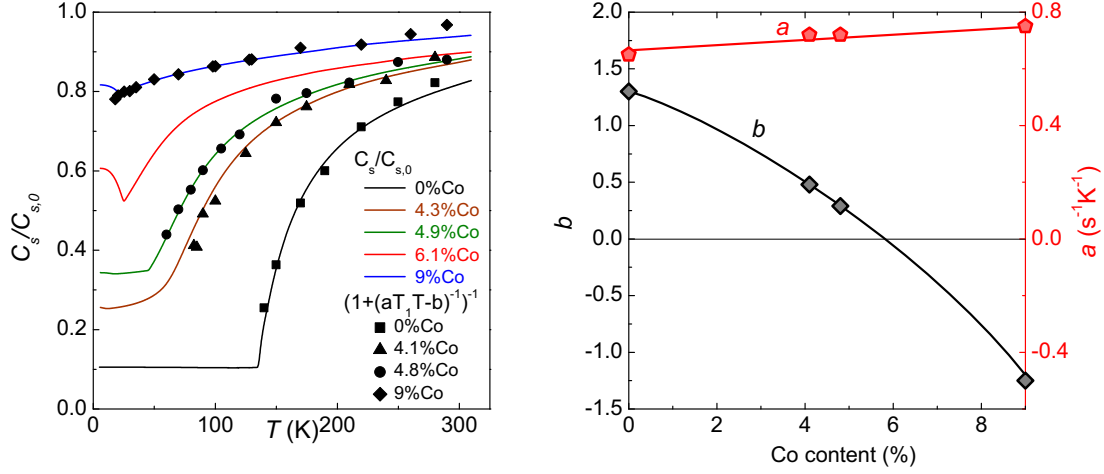 2.0
1.5
1.0
0.5
0.0
-0.5
-1.0
-1.5
b
0 2 4 6 8
Co content (%)
0.8
0.4
0.0
-0.4
a (s⁻¹K⁻¹)
a
b
1.0
0.8
0.6
0.4
0.2
0.0
C_s/C_{s,0}
0 100 200 300
T (K)
C_s/C_{s,0}
0%Co
4.3%Co
4.9%Co
6.1%Co
9%Co
(1+(aT₁T-b)⁻¹)⁻¹
0%Co
4.1%Co
4.8%Co
9%Co